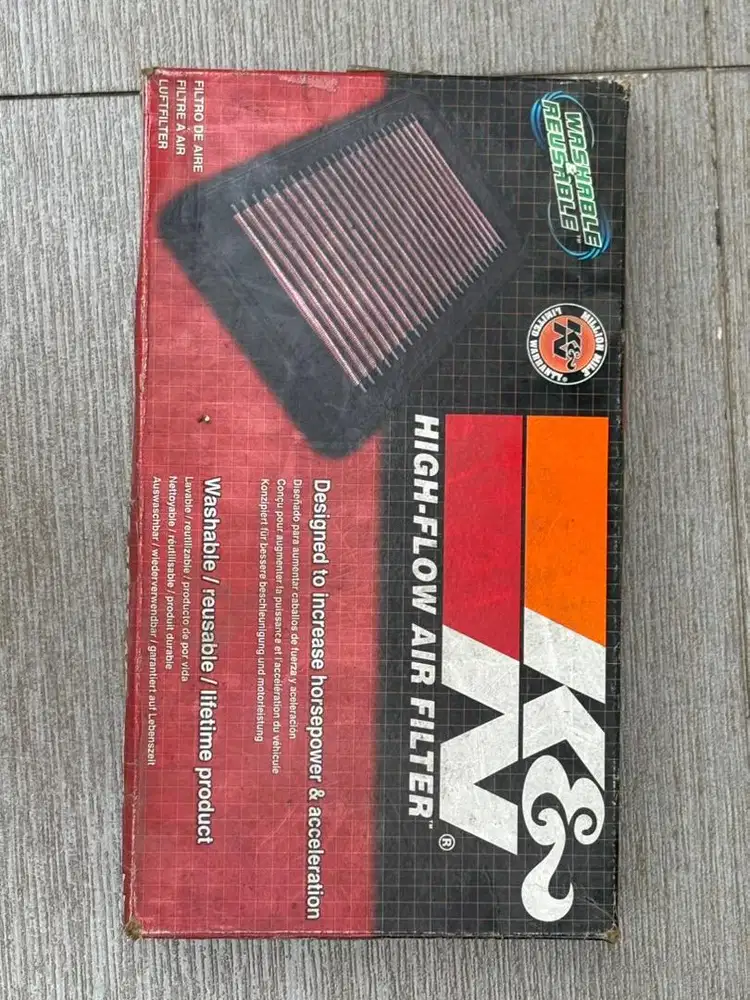 WASHABLE
&
REUSABLE™
MILLION MILE
K&N
LIMITED WARRANTY®
K&N®
HIGH-FLOW AIR FILTER™
FILTRO DE AIRE
FILTRE À AIR
LUFTFILTER
Designed to increase horsepower & acceleration
Diseñado para aumentar caballos de fuerza y aceleración
Conçu pour augmenter la puissance et l'accélération du véhicule
Konzipiert für bessere beschleunigung und motorleistung
Washable / reusable / lifetime product
Lavable / reutilizable / producto de por vida
Nettoyable / réutilisable / produit durable
Auswaschbar / wiederverwendbar / garantiert auf Lebenszeit